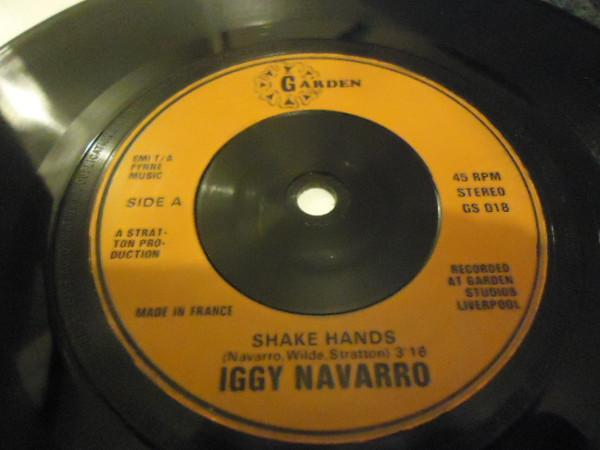 GARDEN
EMI T/A
FYNNE
MUSIC
SIDE A
A STRAT-
TON PRO-
DUCTION
45 RPM
STEREO
GS 018
RECORDED
AT GARDEN
STUDIOS
LIVERPOOL
MADE IN FRANCE
SHAKE HANDS
(Navarro, Wilde, Stratton) 3'16
IGGY NAVARRO